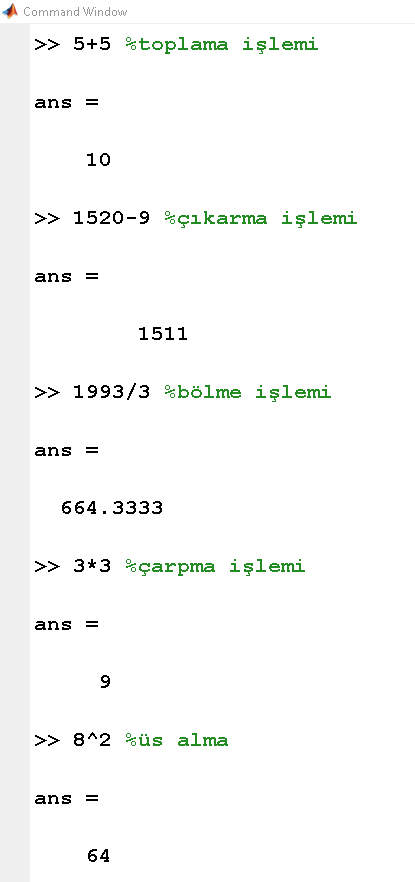 Command Window
>> 5+5 %toplama işlemi
ans =
10
>> 1520-9 %çıkarma işlemi
ans =
1511
>> 1993/3 %bölme işlemi
ans =
664.3333
>> 3*3 %çarpma işlemi
ans =
9
>> 8^2 %üs alma
ans =
64